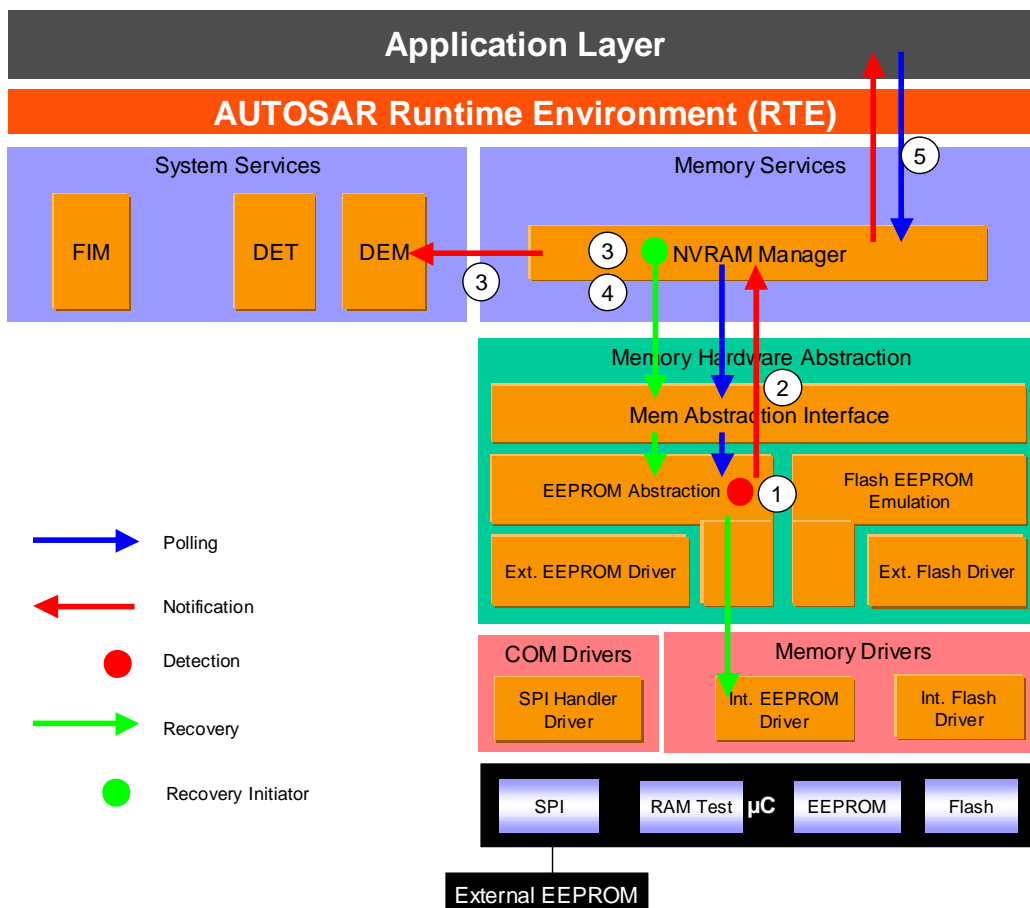 Application Layer
AUTOSAR Runtime Environment (RTE)
System Services
Memory Services
5
FIM
DET
DEM
3
3
4
NVRAM Manager
Memory Hardware Abstraction
2
Mem Abstraction Interface
EEPROM Abstraction
1
Flash EEPROM
Emulation
Ext. EEPROM Driver
Ext. Flash Driver
Polling
Notification
Detection
Recovery
Recovery Initiator
COM Drivers
Memory Drivers
SPI Handler
Driver
Int. EEPROM
Driver
Int. Flash
Driver
SPI
RAM Test
µC
EEPROM
Flash
External EEPROM